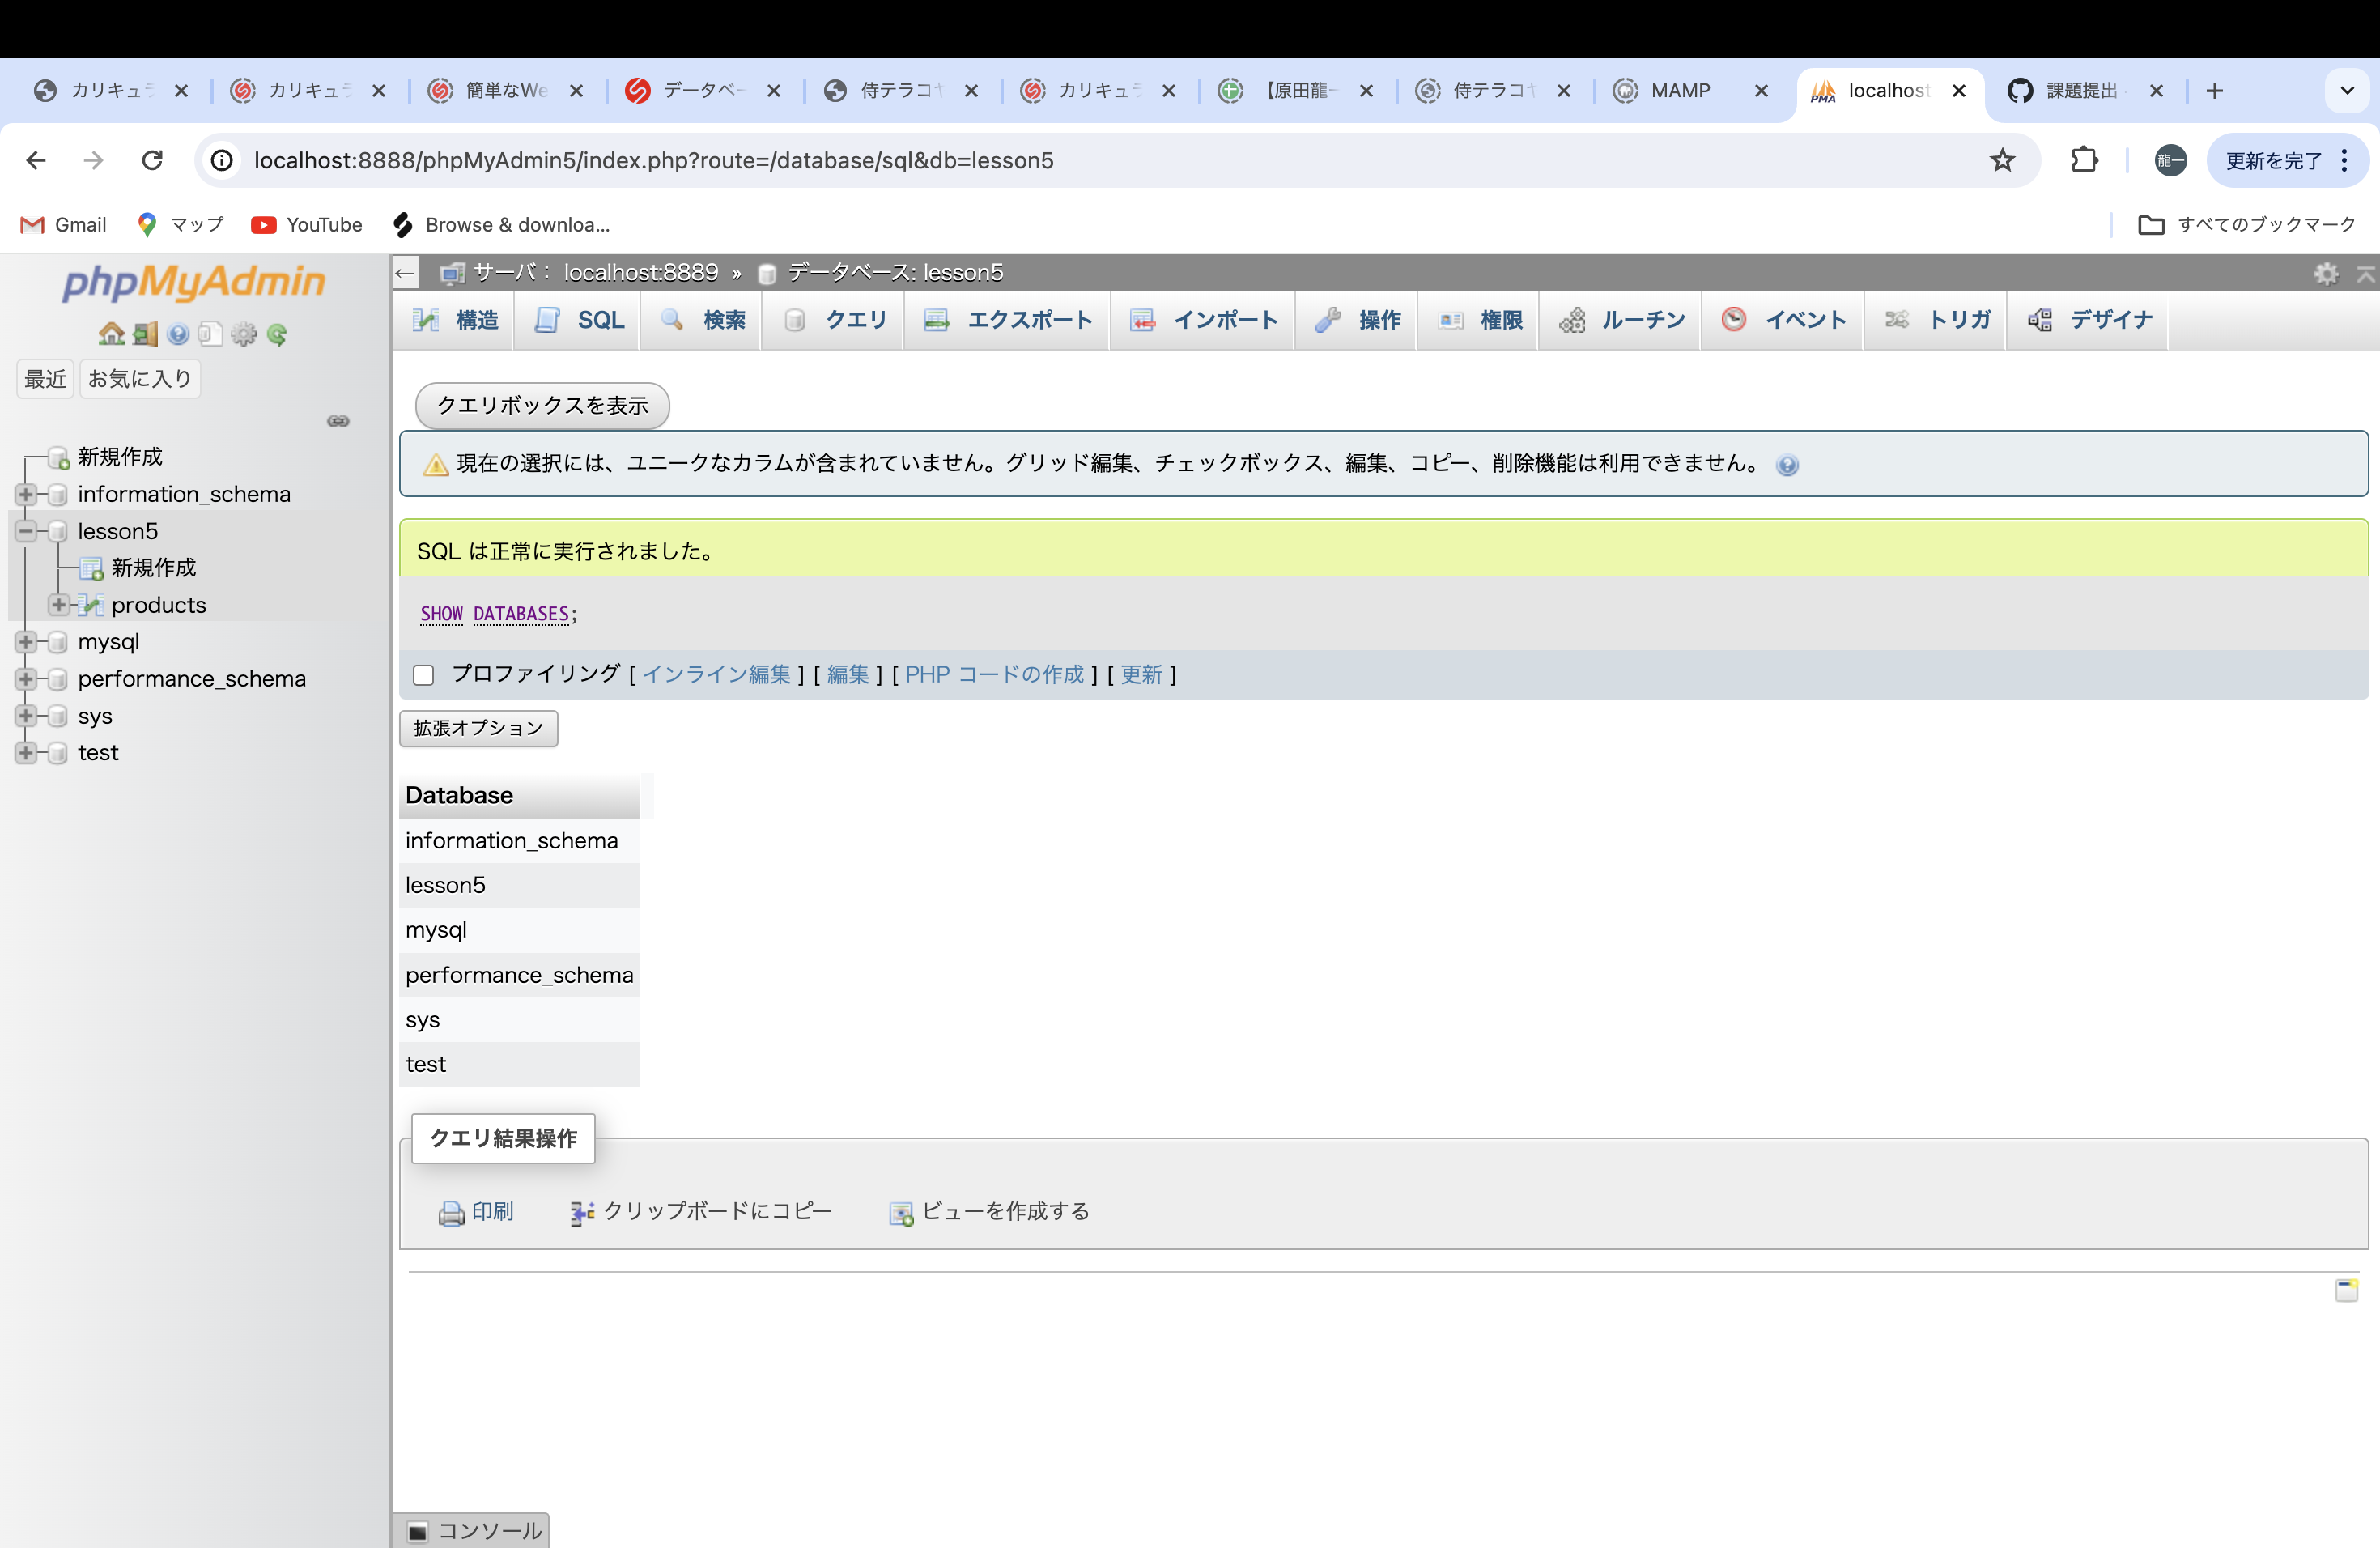 カリキュラ
カリキュラ
簡単なWe
データベー
侍テラコヤ
カリキュラ
【原田龍一
侍テラコヤ
MAMP
PMA
localhost
課題提出
localhost:8888/phpMyAdmin5/index.php?route=/database/sql&db=lesson5
龍一
更新を完了
Gmail
マップ
YouTube
Browse & downloa...
すべてのブックマーク
phpMyAdmin
最近
お気に入り
新規作成
information_schema
lesson5
新規作成
products
mysql
performance_schema
sys
test
サーバ： localhost:8889 » データベース: lesson5
構造
SQL
検索
クエリ
エクスポート
インポート
操作
権限
ルーチン
イベント
トリガ
デザイナ
クエリボックスを表示
現在の選択には、ユニークなカラムが含まれていません。グリッド編集、チェックボックス、編集、コピー、削除機能は利用できません。
SQL は正常に実行されました。
SHOW DATABASES;
プロファイリング [ インライン編集 ] [ 編集 ] [ PHP コードの作成 ] [ 更新 ]
拡張オプション
Database
information_schema
lesson5
mysql
performance_schema
sys
test
クエリ結果操作
印刷
クリップボードにコピー
ビューを作成する
コンソール